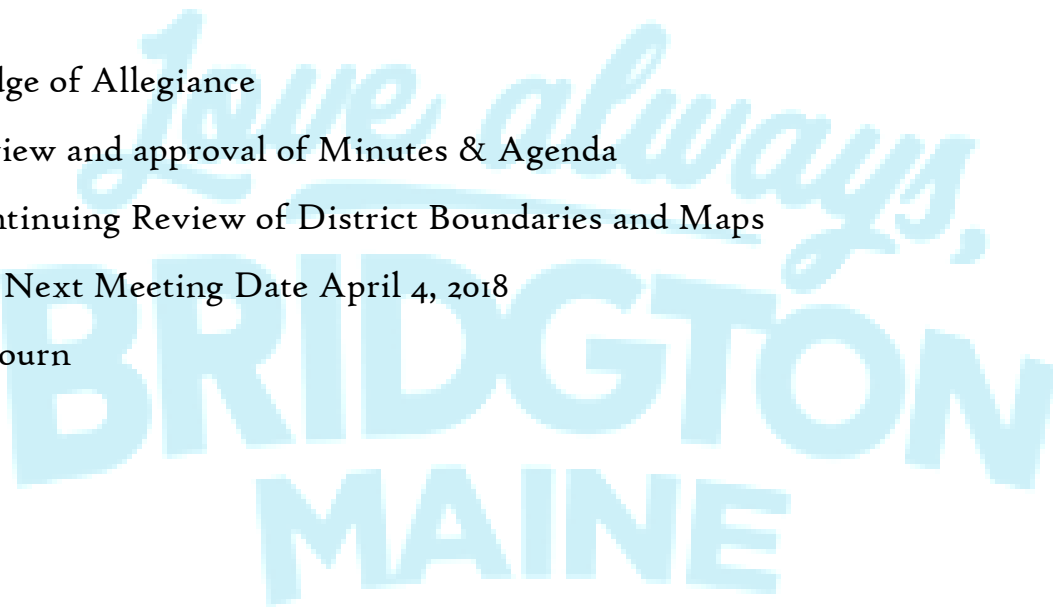 dge of Allegiance
iew and approval of Minutes & Agenda
ntinuing Review of District Boundaries and Maps
Next Meeting Date April 4, 2018
ourn
Love always,
BRIDGTON
MAINE